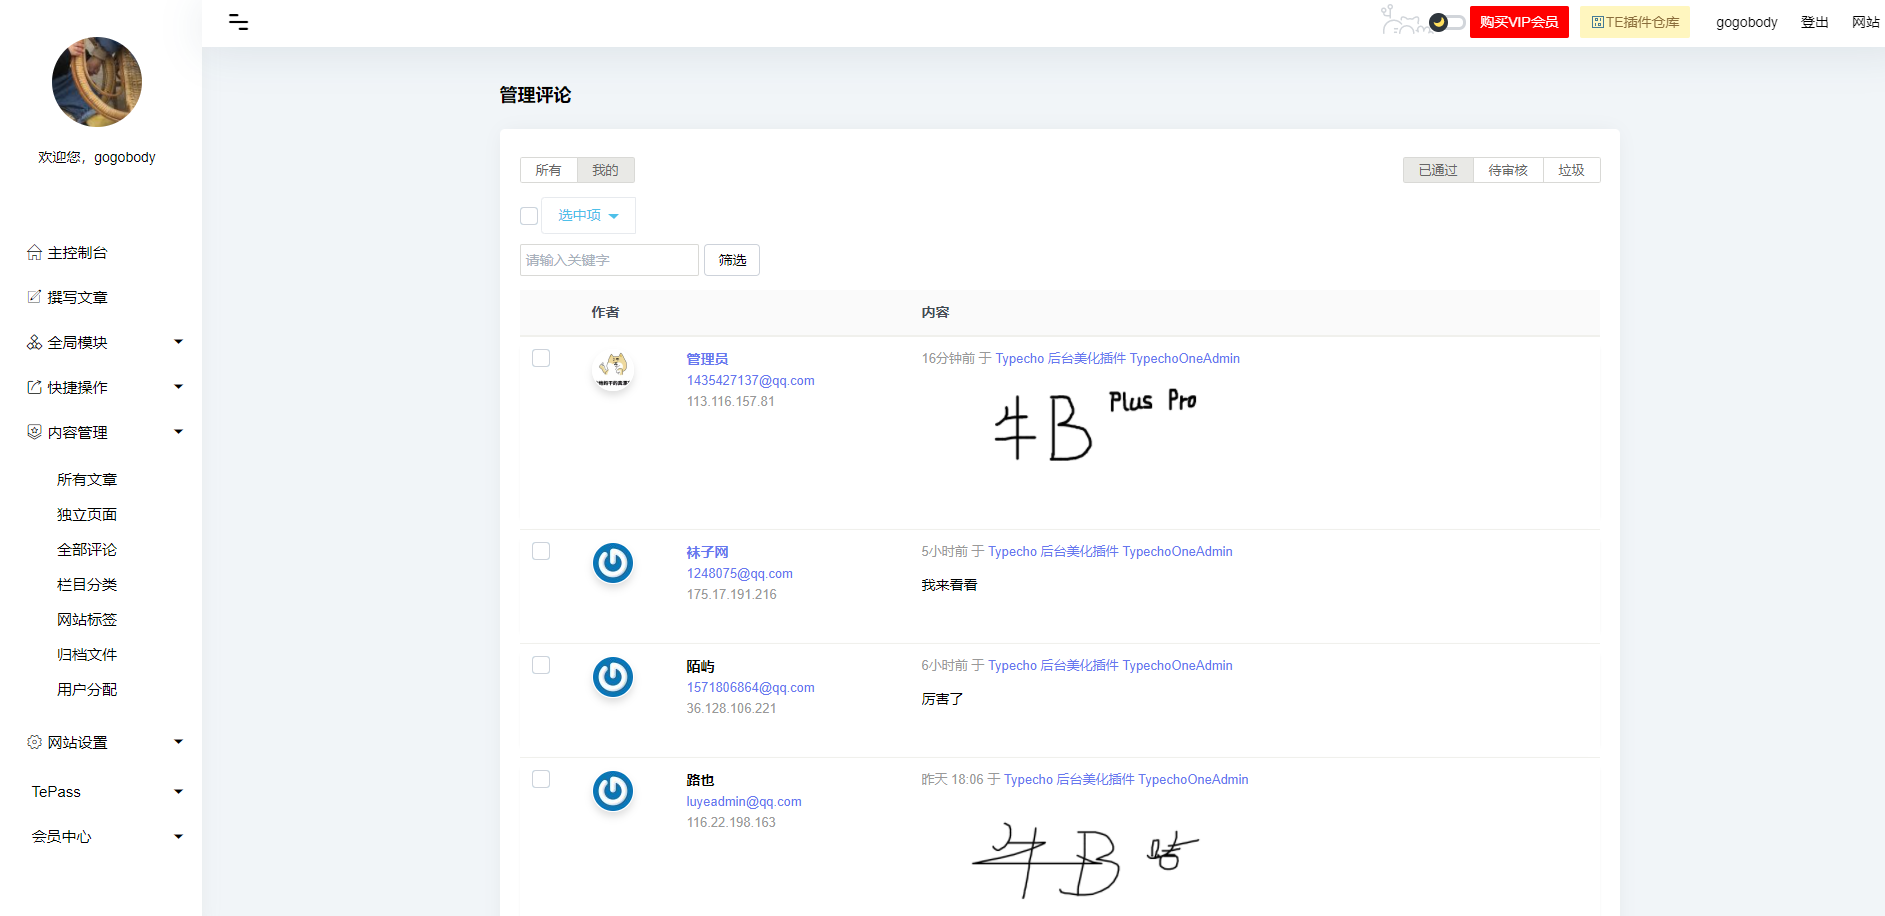 购买VIP会员
TE插件仓库
gogobody
登出
网站
欢迎您，gogobody
主控制台
撰写文章
全局模块
快捷操作
内容管理
所有文章
独立页面
全部评论
栏目分类
网站标签
归档文件
用户分配
网站设置
TePass
会员中心
管理评论
所有
我的
已通过
待审核
垃圾
选中项
请输入关键字
筛选
作者
内容
管理员
1435427137@qq.com
113.116.157.81
16分钟前 于 Typecho 后台美化插件 TypechoOneAdmin
牛B Plus Pro
袜子网
1248075@qq.com
175.17.191.216
5小时前 于 Typecho 后台美化插件 TypechoOneAdmin
我来看看
陌屿
1571806864@qq.com
36.128.106.221
6小时前 于 Typecho 后台美化插件 TypechoOneAdmin
厉害了
路也
luyeadmin@qq.com
116.22.198.163
昨天 18:06 于 Typecho 后台美化插件 TypechoOneAdmin
牛B